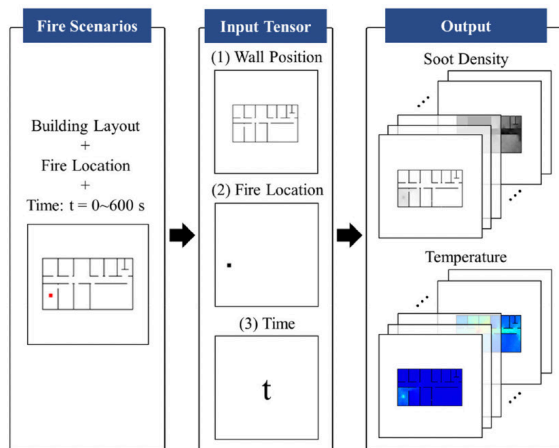 Fire Scenarios
Building Layout
+
Fire Location
+
Time: t = 0~600 s
Input Tensor
(1) Wall Position
(2) Fire Location
(3) Time
t
Output
Soot Density
...
...
Temperature
...
...